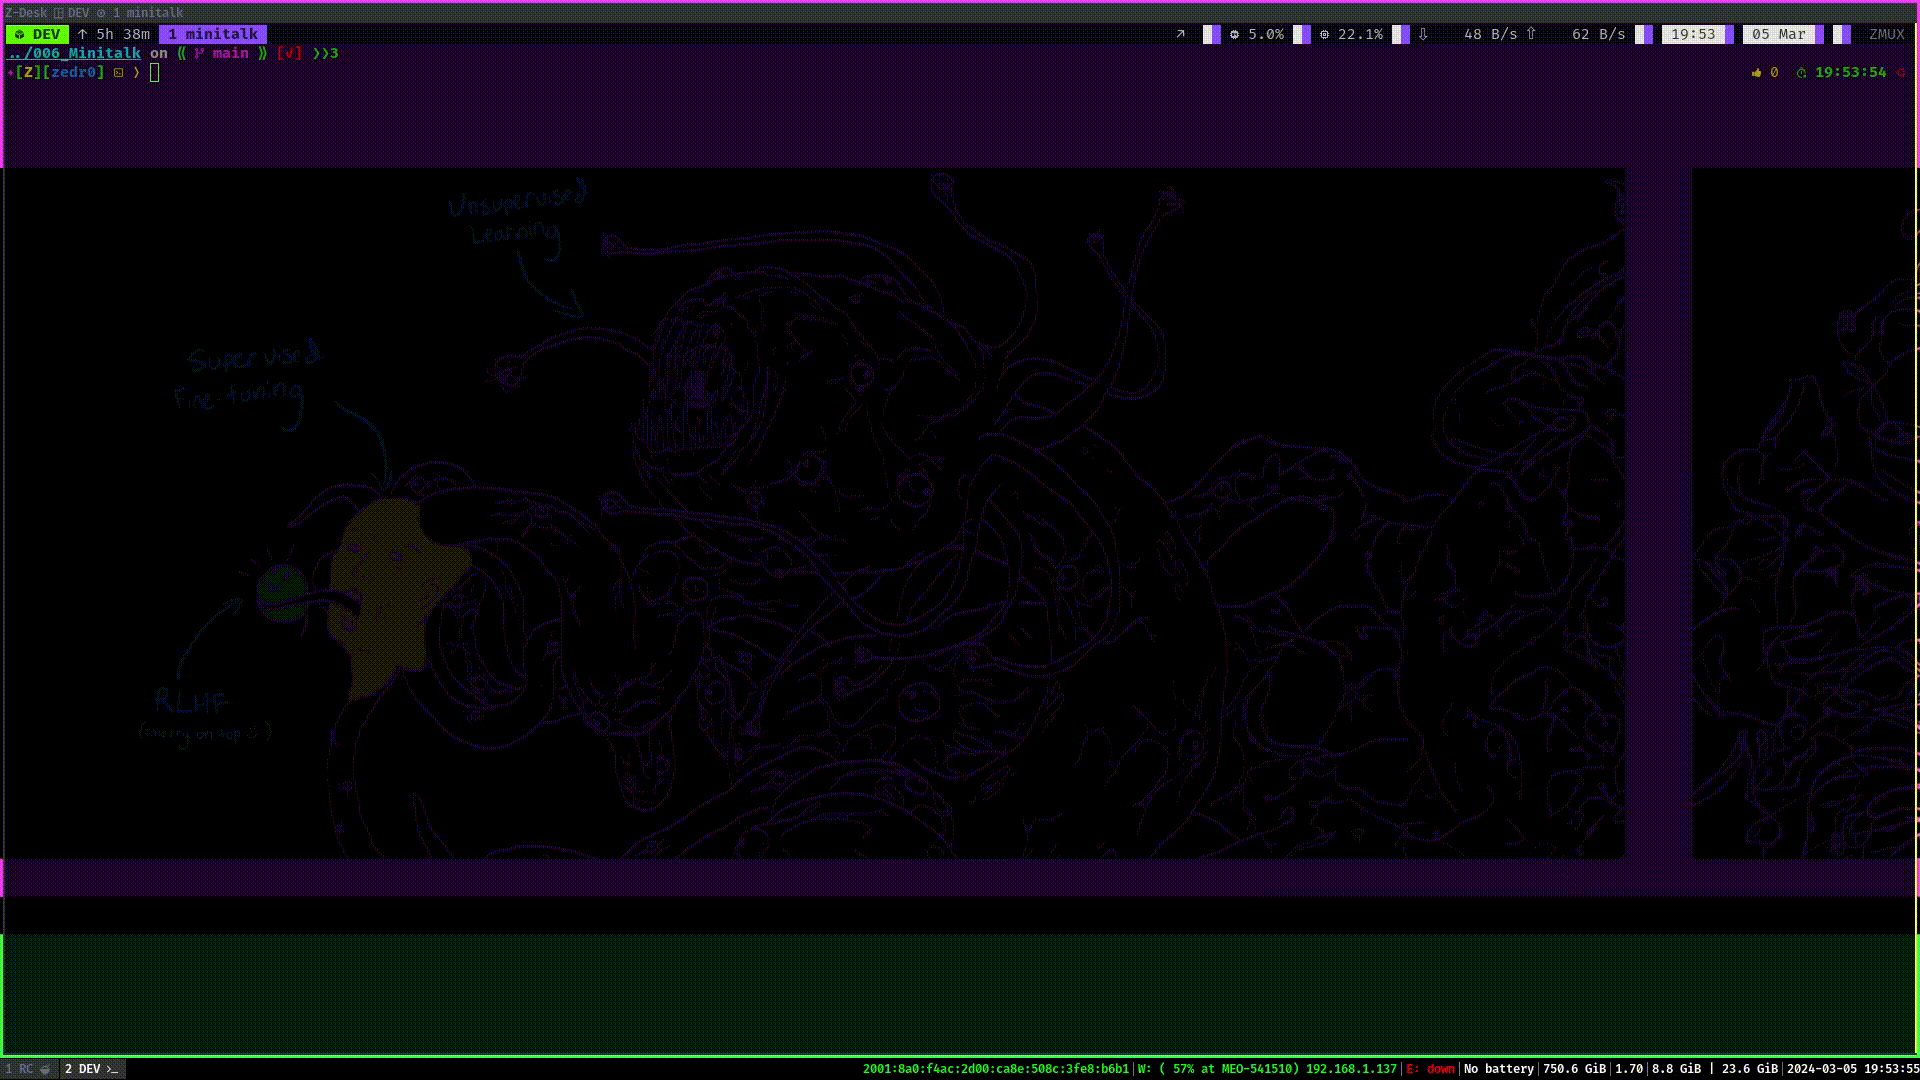 Z-Desk DEV 1 minitalk
DEV ↑ 5h 38m 1 minitalk ↗ 5.0% 22.1% ⇩ 48 B/s ⇧ 62 B/s 19:53 05 Mar ZMUX
../006_Minitalk on ⟪ main ⟫ [√] ❯❯3
[Z][zedr0] ❯ 0 19:53:54
Unsupervised
Learning
Supervised
Fine-tuning
RLHF
(cherry on top :))
1 RC 2 DEV >_ 2001:8a0:f4ac:2d00:ca8e:508c:3fe8:b6b1|W: ( 57% at MEO-541510) 192.168.1.137|E: down|No battery|750.6 GiB|1.70|8.8 GiB | 23.6 GiB|2024-03-05 19:53:55